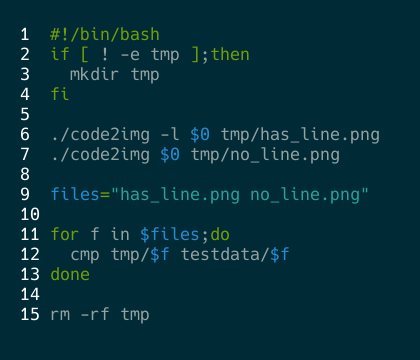 1 #!/bin/bash
2 if [ ! -e tmp ];then
3   mkdir tmp
4 fi
5
6 ./code2img -l $0 tmp/has_line.png
7 ./code2img $0 tmp/no_line.png
8
9 files="has_line.png no_line.png"
10
11 for f in $files;do
12   cmp tmp/$f testdata/$f
13 done
14
15 rm -rf tmp